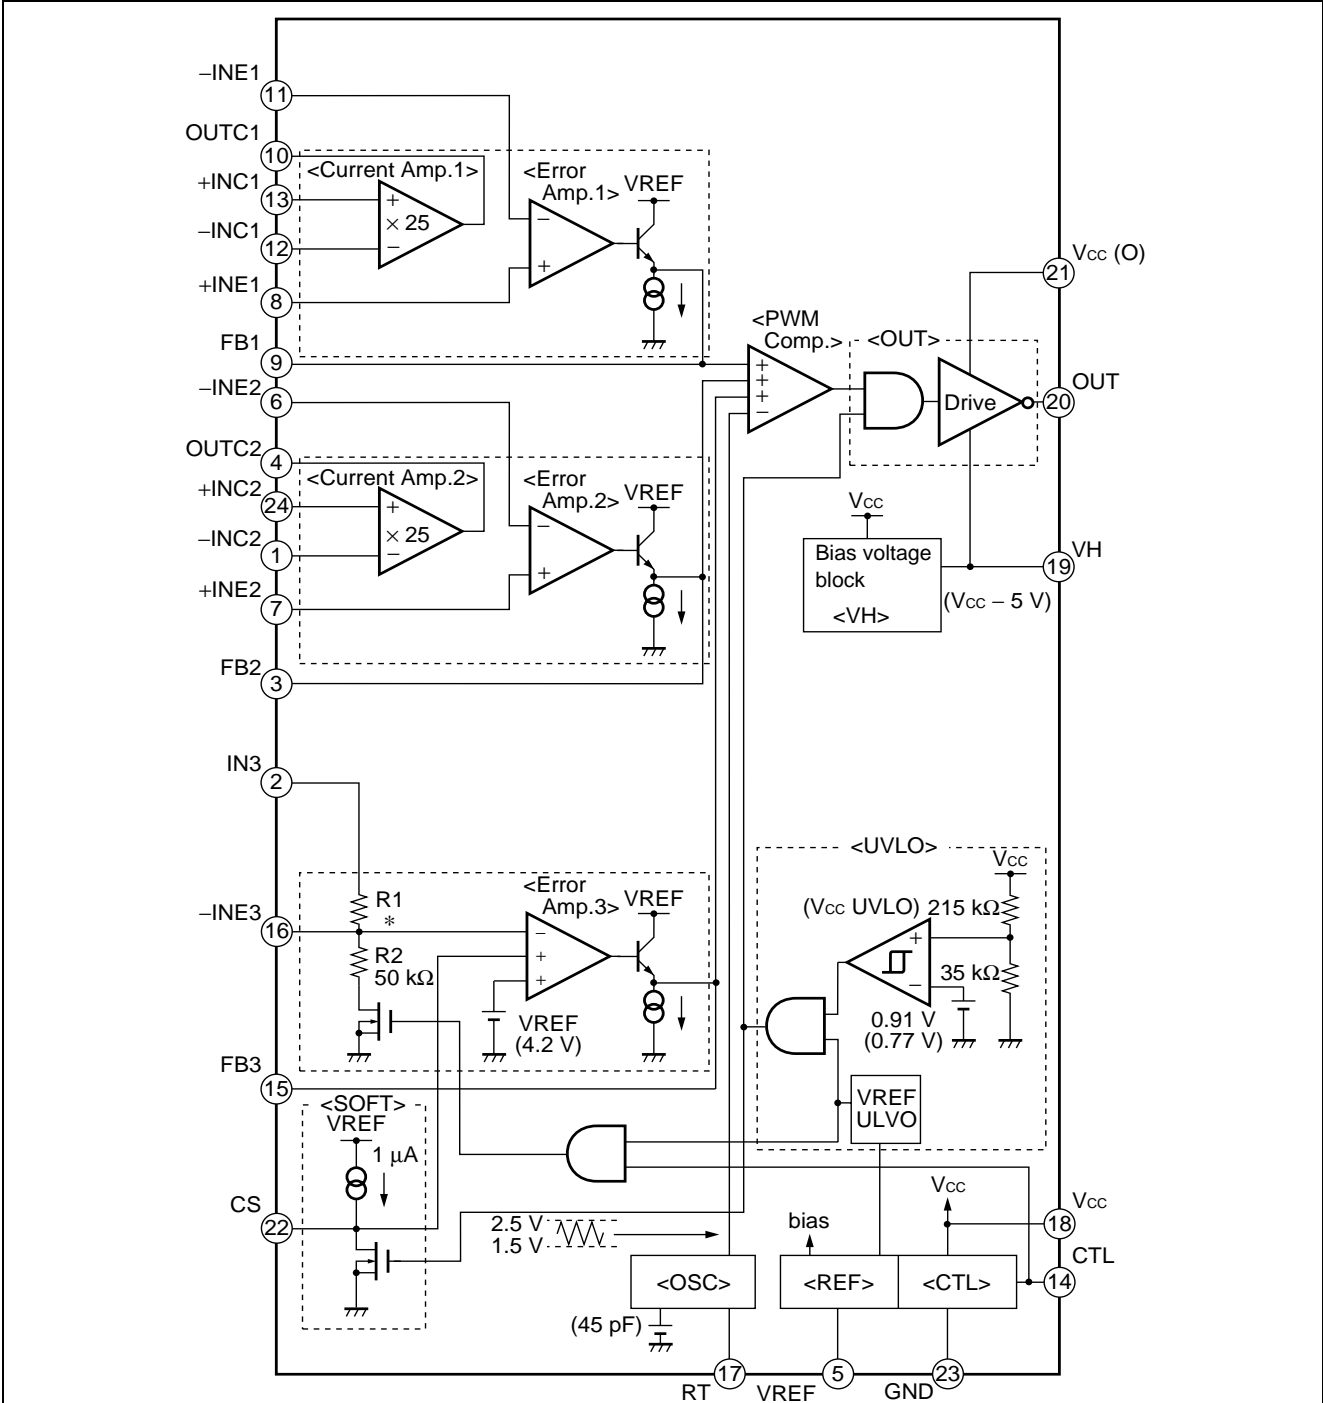 −INE1
11
OUTC1
10
<Current Amp.1>
<Error
Amp.1>
VREF
+INC1
13
+
× 25
−
−INC1
12
−
+
+INE1
8
VCC (O)
21
<PWM
Comp.>
<OUT>
FB1
9
+
+
+
−
Drive
OUT
20
−INE2
6
OUTC2
4
<Current Amp.2>
<Error
Amp.2>
VREF
+INC2
24
+
× 25
−
−INC2
1
−
+
+INE2
7
VCC
Bias voltage
block
<VH>
VH
19
(VCC − 5 V)
FB2
3
IN3
2
<UVLO>
VCC
(VCC UVLO)
215 kΩ
+
−
35 kΩ
0.91 V
(0.77 V)
<Error
Amp.3>
VREF
R1
*
−INE3
16
R2
50 kΩ
−
+
+
VREF
(4.2 V)
FB3
15
VREF
ULVO
<SOFT>
VREF
1 µA
CS
22
2.5 V
1.5 V
bias
VCC
VCC
18
CTL
14
<OSC>
<REF>
<CTL>
(45 pF)
17
5
23
RT
VREF
GND